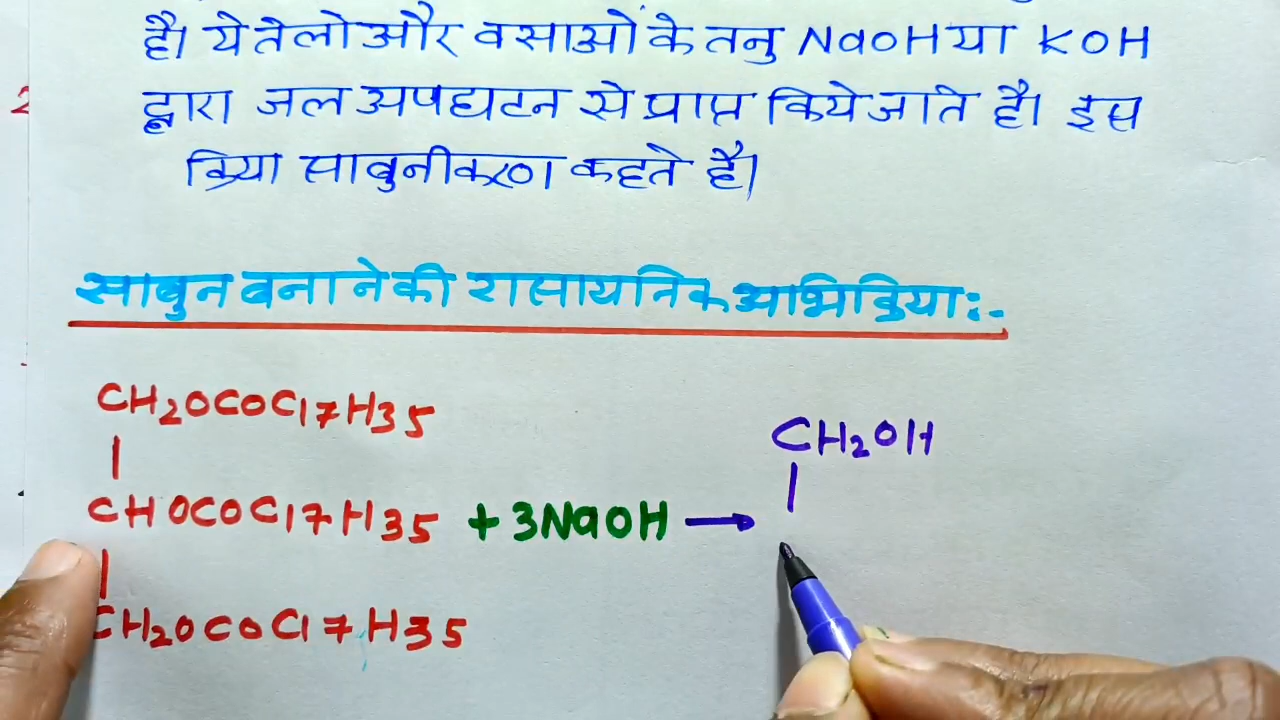 है। ये तेलो और वसाओं के तनु NaOH या KOH
द्वारा जल अपघटन से प्राप्त किये जाते है। इस
क्रिया साबुनीकरण कहते है।
साबुन बनाने की रासायनिक अभिक्रिया:-
CH2OCOC17H35
|
CHOCOC17H35 + 3NaOH →
|
CH2OCOC17H35
CH2OH
|